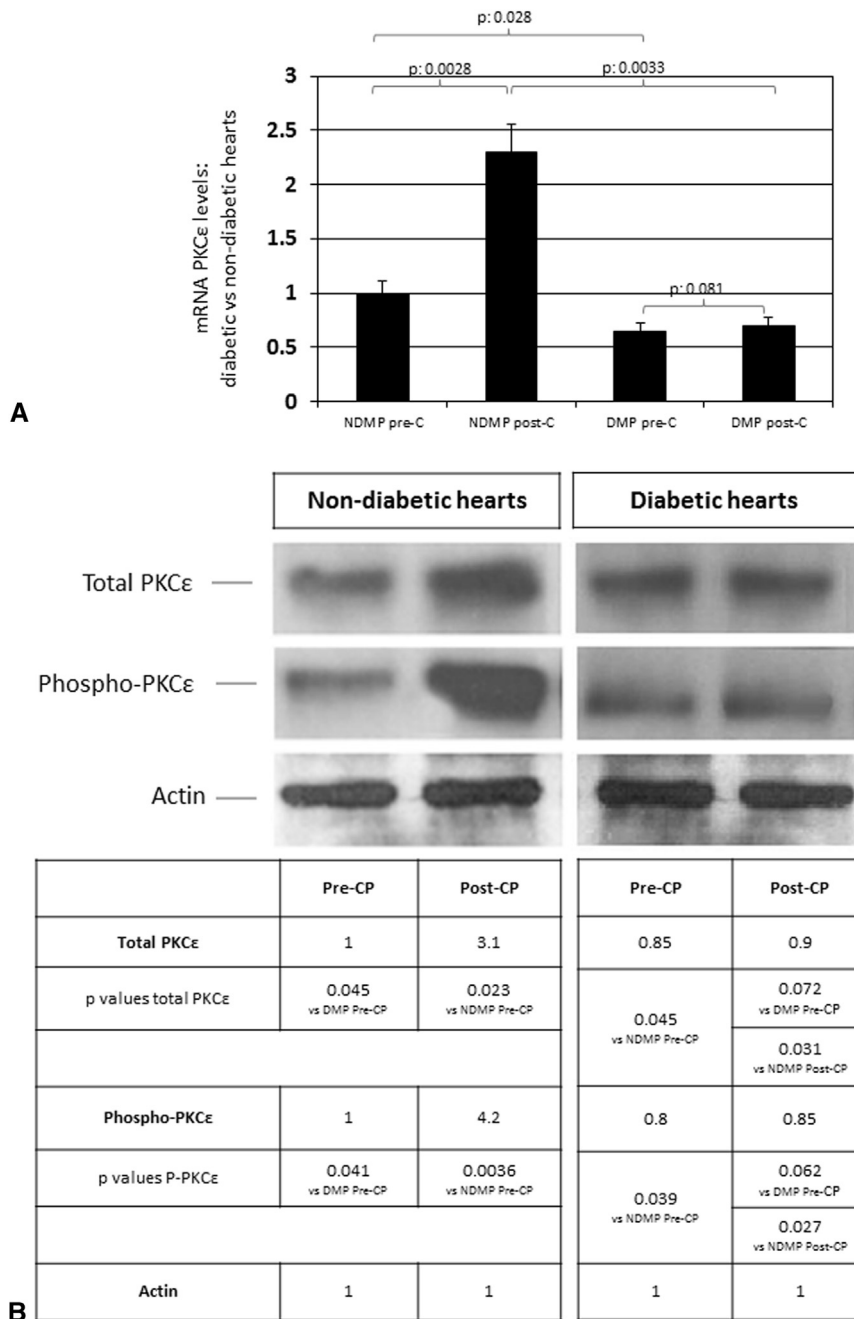 p: 0.028
p: 0.0028
p: 0.0033
3
2.5
2
1.5
1
0.5
0
mRNA PKCε levels:
diabetic vs non-diabetic hearts
p: 0.081
NDMP pre-C
NDMP post-C
DMP pre-C
DMP post-C
A
Non-diabetic hearts
Diabetic hearts
Total PKCε
Phospho-PKCε
Actin
Pre-CP Post-CP Pre-CP Post-CP
Total PKCε 1 3.1 0.85 0.9
p values total PKCε
0.045
vs DMP Pre-CP
0.023
vs NDMP Pre-CP
0.045
vs NDMP Pre-CP
0.072
vs DMP Pre-CP
0.031
vs NDMP Post-CP
Phospho-PKCε 1 4.2 0.8 0.85
p values P-PKCε
0.041
vs DMP Pre-CP
0.0036
vs NDMP Pre-CP
0.039
vs NDMP Pre-CP
0.062
vs DMP Pre-CP
0.027
vs NDMP Post-CP
Actin 1 1 1 1
B